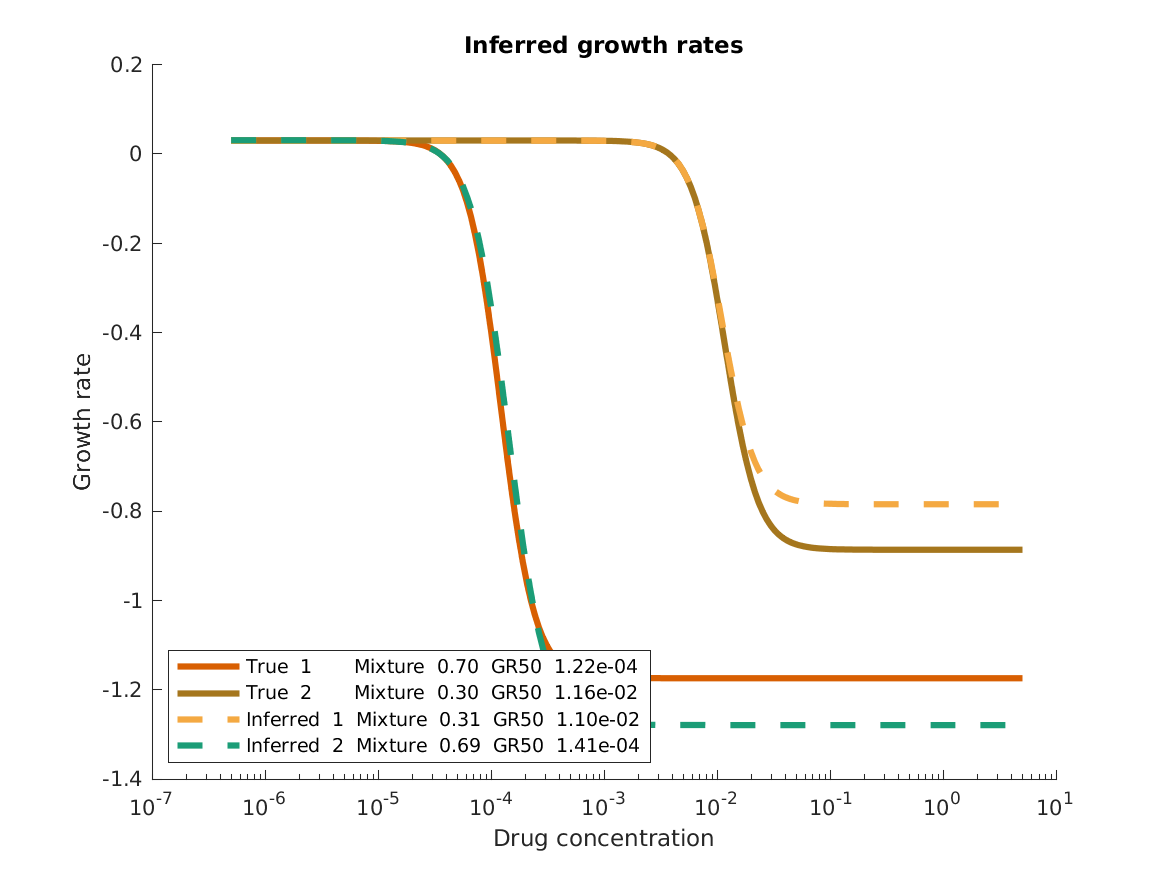 Inferred growth rates
0.2
0
-0.2
-0.4
-0.6
-0.8
-1
-1.2
-1.4
Growth rate
True 1 Mixture 0.70 GR50 1.22e-04
True 2 Mixture 0.30 GR50 1.16e-02
Inferred 1 Mixture 0.31 GR50 1.10e-02
Inferred 2 Mixture 0.69 GR50 1.41e-04
10^-7 10^-6 10^-5 10^-4 10^-3 10^-2 10^-1 10^0 10^1
Drug concentration